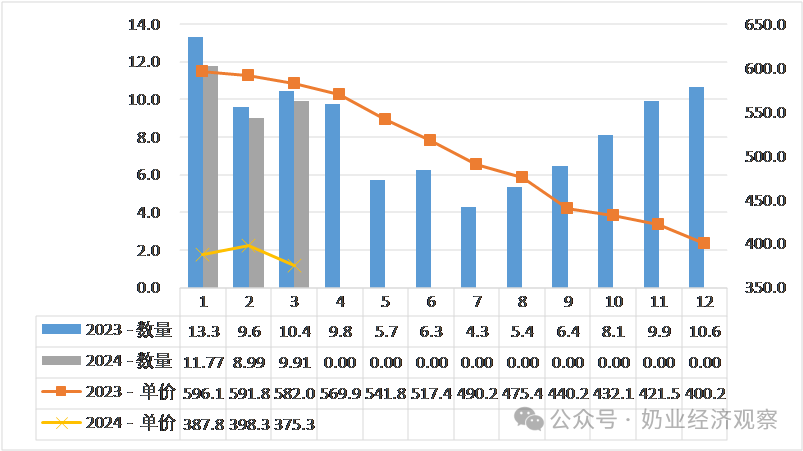 14.0 650.0
12.0 600.0
10.0 550.0
8.0 500.0
6.0 450.0
4.0
2.0 400.0
0.0 350.0
1 2 3 4 5 6 7 8 9 10 11 12
2023 - 数量 13.3 9.6 10.4 9.8 5.7 6.3 4.3 5.4 6.4 8.1 9.9 10.6
2024 - 数量 11.77 8.99 9.91 0.00 0.00 0.00 0.00 0.00 0.00 0.00 0.00 0.00
2023 - 单价 596.1 591.8 582.0 569.9 541.8 517.4 490.2 475.4 440.2 432.1 421.5 400.2
2024 - 单价 387.8 398.3 375.3
公众号 · 奶业经济观察